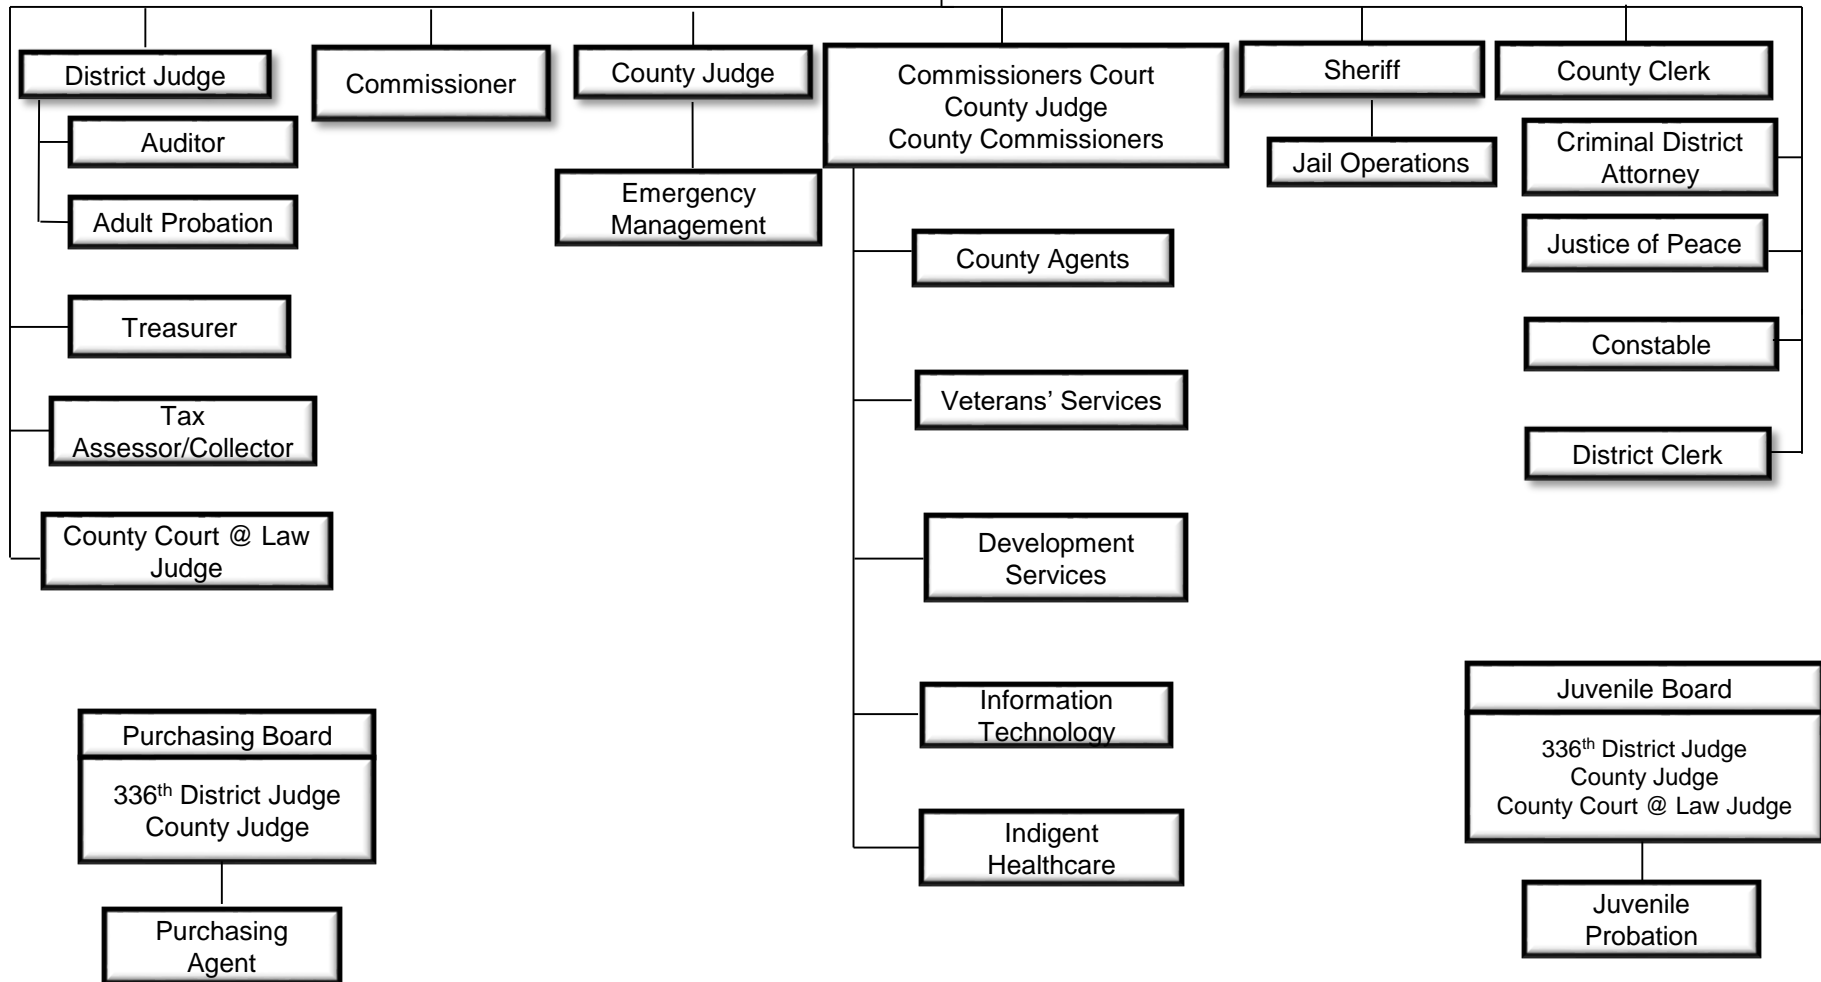 District Judge
Commissioner
County Judge
Commissioners Court
County Judge
County Commissioners
Sheriff
County Clerk
Auditor
Adult Probation
Treasurer
Tax
Assessor/Collector
County Court @ Law
Judge
Emergency
Management
County Agents
Veterans’ Services
Development
Services
Information
Technology
Indigent
Healthcare
Jail Operations
Criminal District
Attorney
Justice of Peace
Constable
District Clerk
Purchasing Board
336th District Judge
County Judge
Purchasing
Agent
Juvenile Board
336th District Judge
County Judge
County Court @ Law Judge
Juvenile
Probation